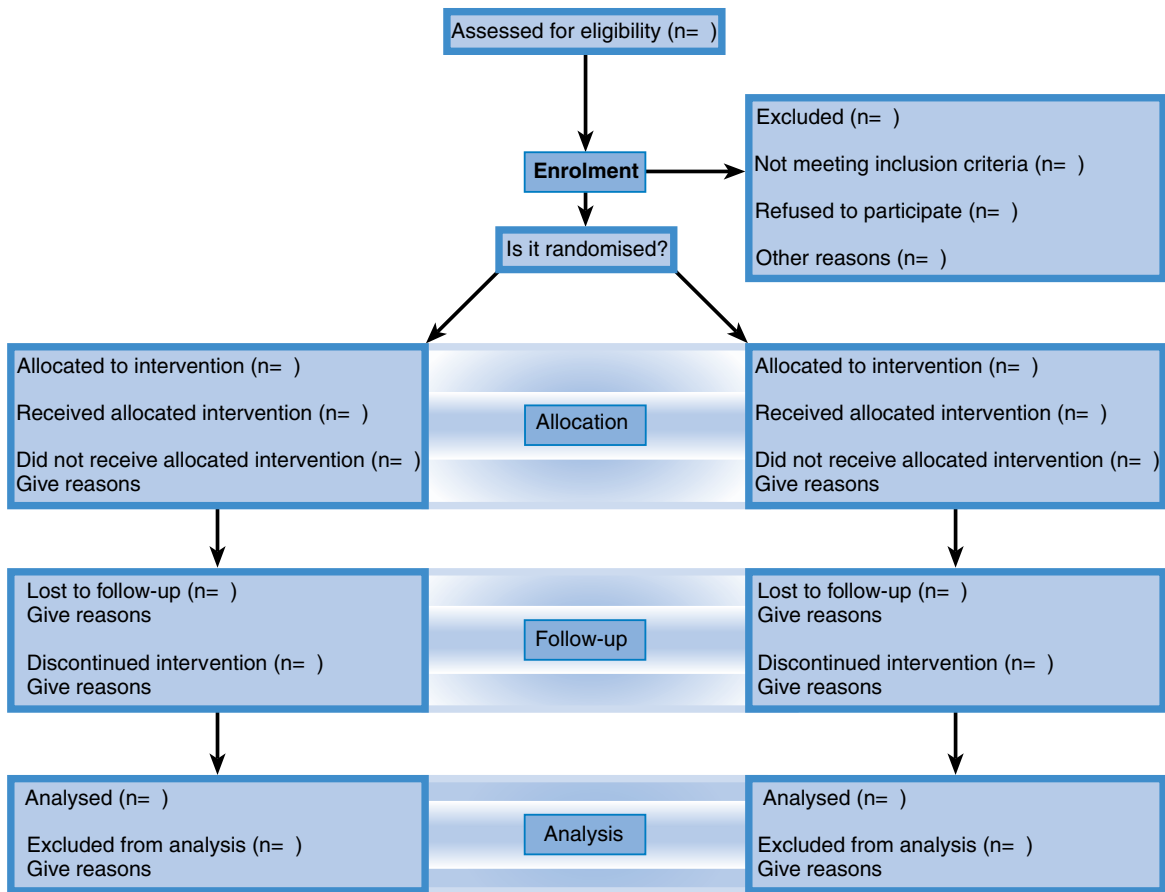 Assessed for eligibility (n=  )
Enrolment
Excluded (n=  )
Not meeting inclusion criteria (n=  )
Refused to participate (n=  )
Other reasons (n=  )
Is it randomised?
Allocated to intervention (n=  )
Received allocated intervention (n=  )
Did not receive allocated intervention (n=  )
Give reasons
Allocation
Allocated to intervention (n=  )
Received allocated intervention (n=  )
Did not receive allocated intervention (n=  )
Give reasons
Lost to follow-up (n=  )
Give reasons
Discontinued intervention (n=  )
Give reasons
Follow-up
Lost to follow-up (n=  )
Give reasons
Discontinued intervention (n=  )
Give reasons
Analysed (n=  )
Excluded from analysis (n=  )
Give reasons
Analysis
Analysed (n=  )
Excluded from analysis (n=  )
Give reasons